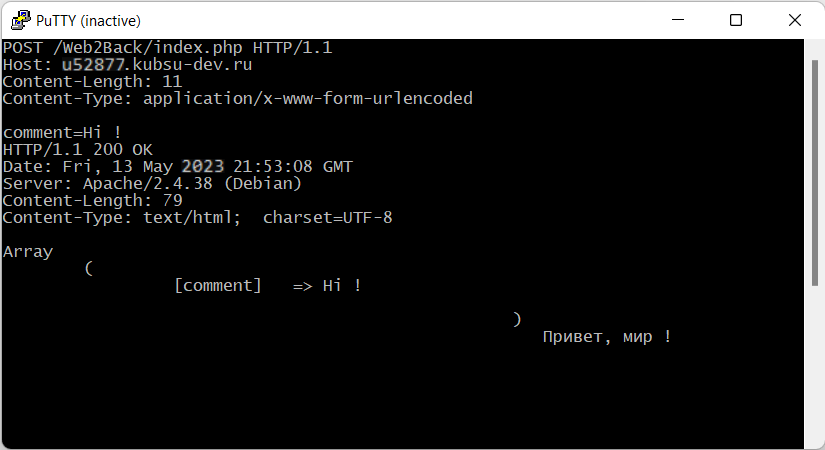 PuTTY (inactive)
POST /Web2Back/index.php HTTP/1.1
Host: u52877.kubsu-dev.ru
Content-Length: 11
Content-Type: application/x-www-form-urlencoded
comment=Hi !
HTTP/1.1 200 OK
Date: Fri, 13 May 2023 21:53:08 GMT
Server: Apache/2.4.38 (Debian)
Content-Length: 79
Content-Type: text/html;  charset=UTF-8
Array
(
[comment]   => Hi !
)
Привет, мир !